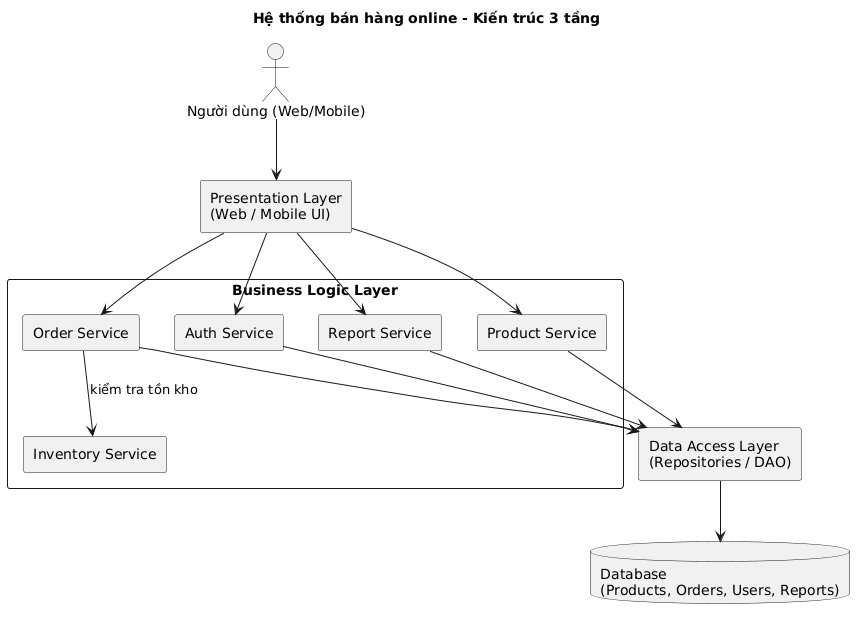 Hệ thống bán hàng online - Kiến trúc 3 tầng
Người dùng (Web/Mobile)
Presentation Layer
(Web / Mobile UI)
Business Logic Layer
Order Service
Auth Service
Report Service
Product Service
kiểm tra tồn kho
Inventory Service
Data Access Layer
(Repositories / DAO)
Database
(Products, Orders, Users, Reports)